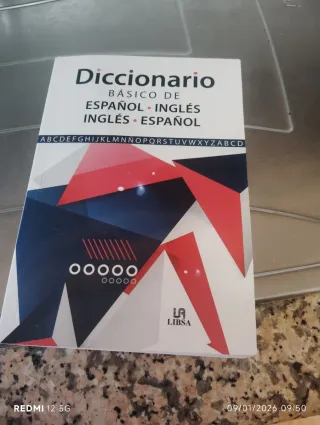 Diccionario
BÁSICO DE
ESPAÑOL · INGLÉS
INGLÉS · ESPAÑOL
ABCDEFGHIJKLMNÑOPQRSTUVWXYZABCD
LIBSA
REDMI 12 5G
09/01/2026 09:50